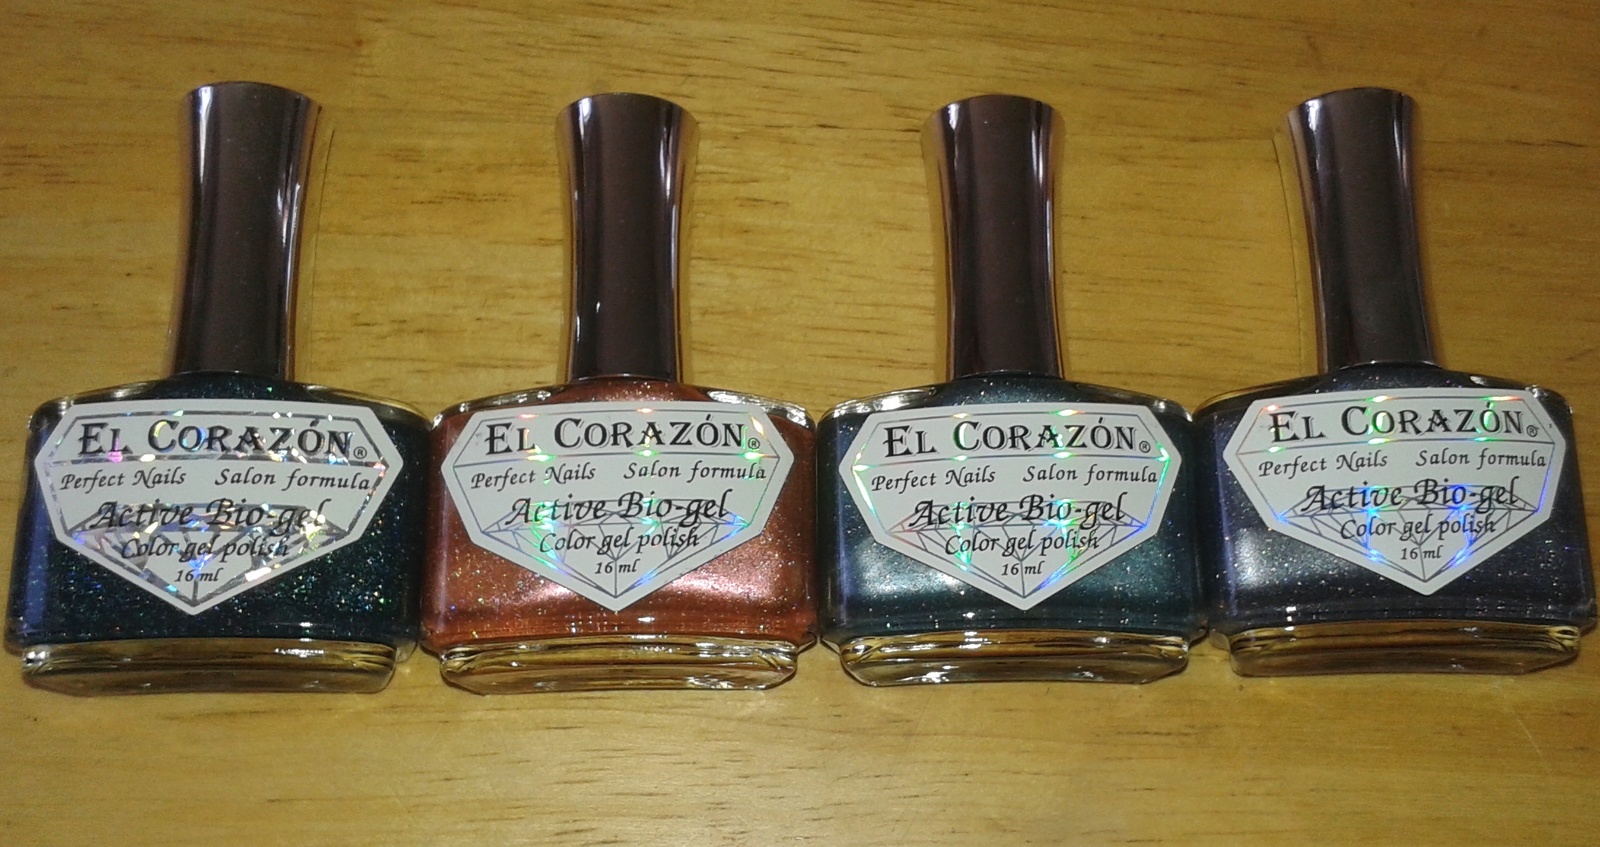 EL CORAZÓN®
Perfect Nails Salon formula
Active Bio-gel
Color gel polish
16 ml
EL CORAZÓN®
Perfect Nails Salon formula
Active Bio-gel
Color gel polish
16 ml
EL CORAZÓN®
Perfect Nails Salon formula
Active Bio-gel
Color gel polish
16 ml
EL CORAZÓN®
Perfect Nails Salon formula
Active Bio-gel
Color gel polish
16 ml